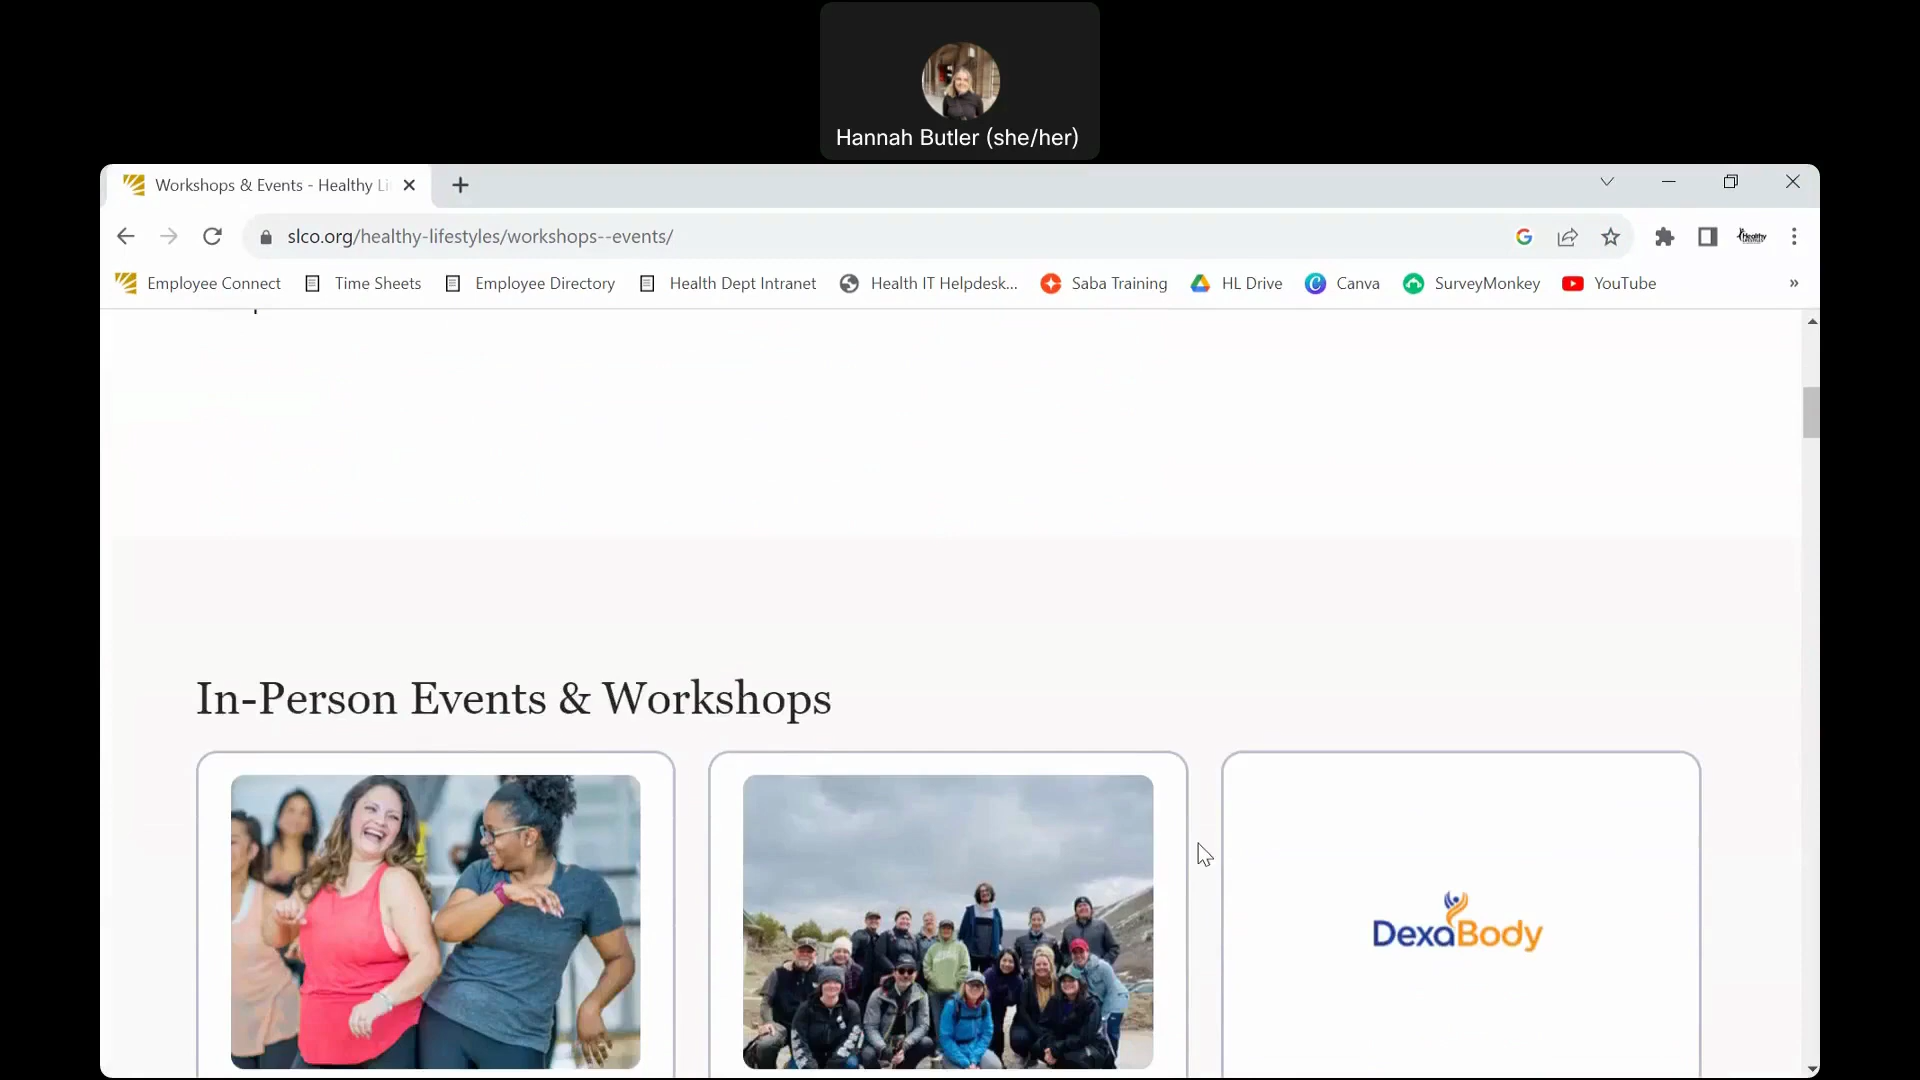 Hannah Butler (she/her)
Workshops & Events - Healthy Li
slco.org/healthy-lifestyles/workshops--events/
Employee Connect Time Sheets Employee Directory Health Dept Intranet Health IT Helpdesk... Saba Training HL Drive Canva SurveyMonkey YouTube »
In-Person Events & Workshops
DexaBody